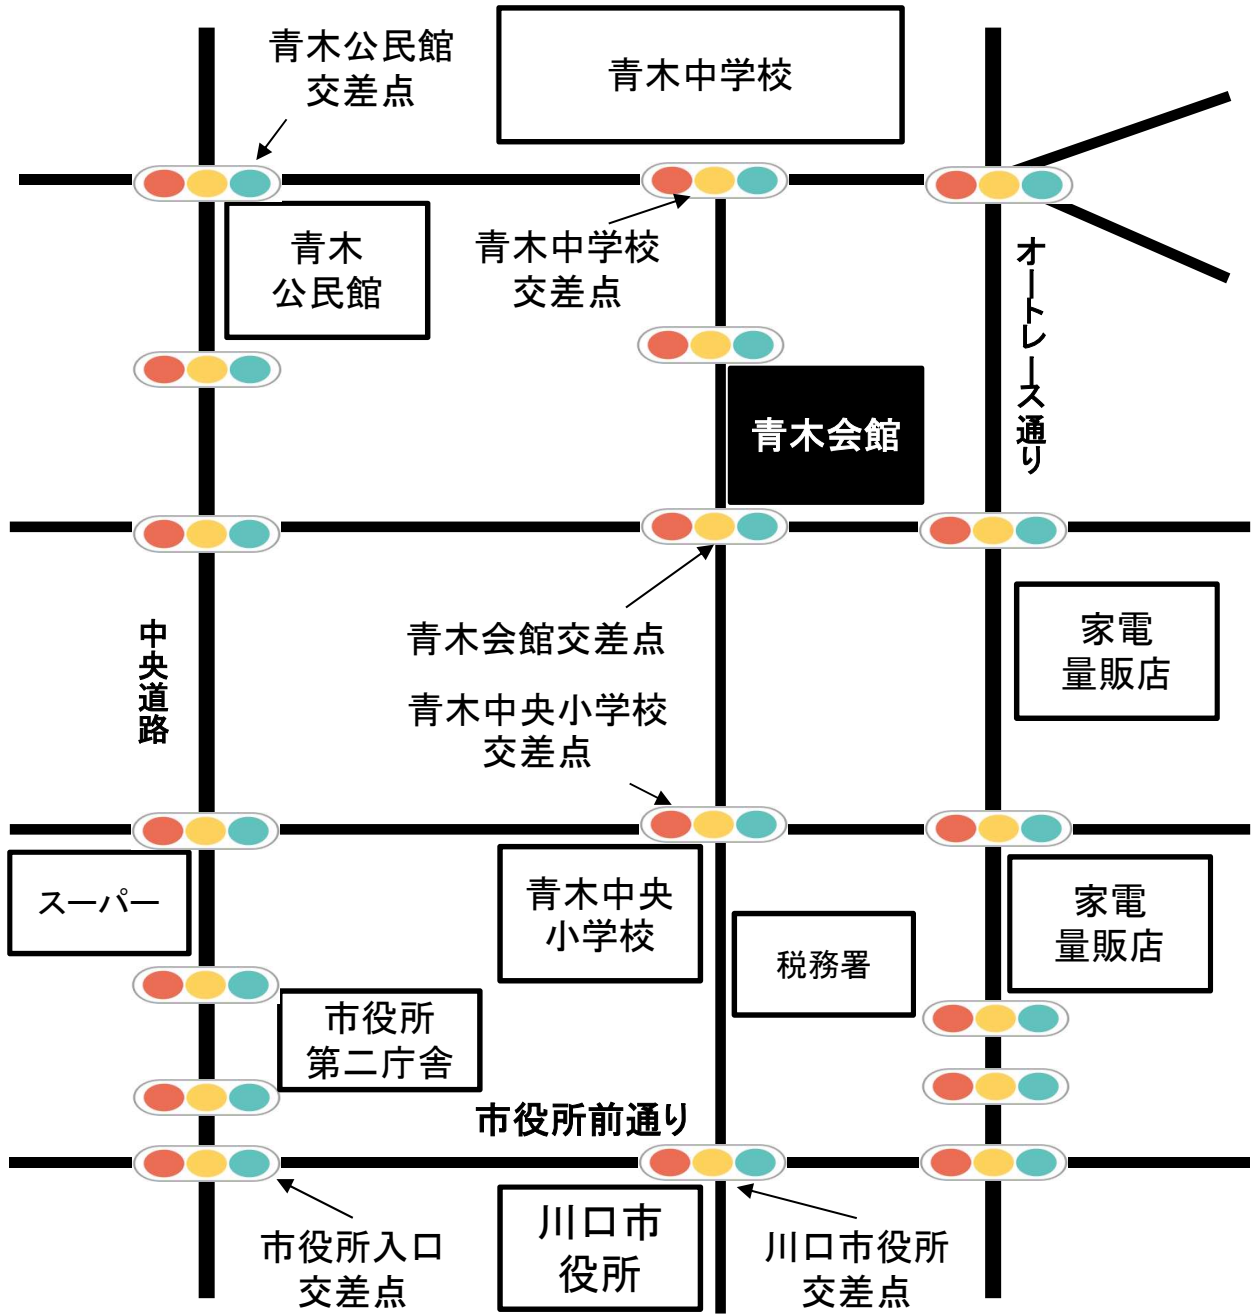 青木公民館
交差点
青木中学校
青木
公民館
青木中学校
交差点
オートレース通り
青木会館
中央道路
青木会館交差点
家電
量販店
青木中央小学校
交差点
スーパー
青木中央
小学校
税務署
家電
量販店
市役所
第二庁舎
市役所前通り
市役所入口
交差点
川口市
役所
川口市役所
交差点